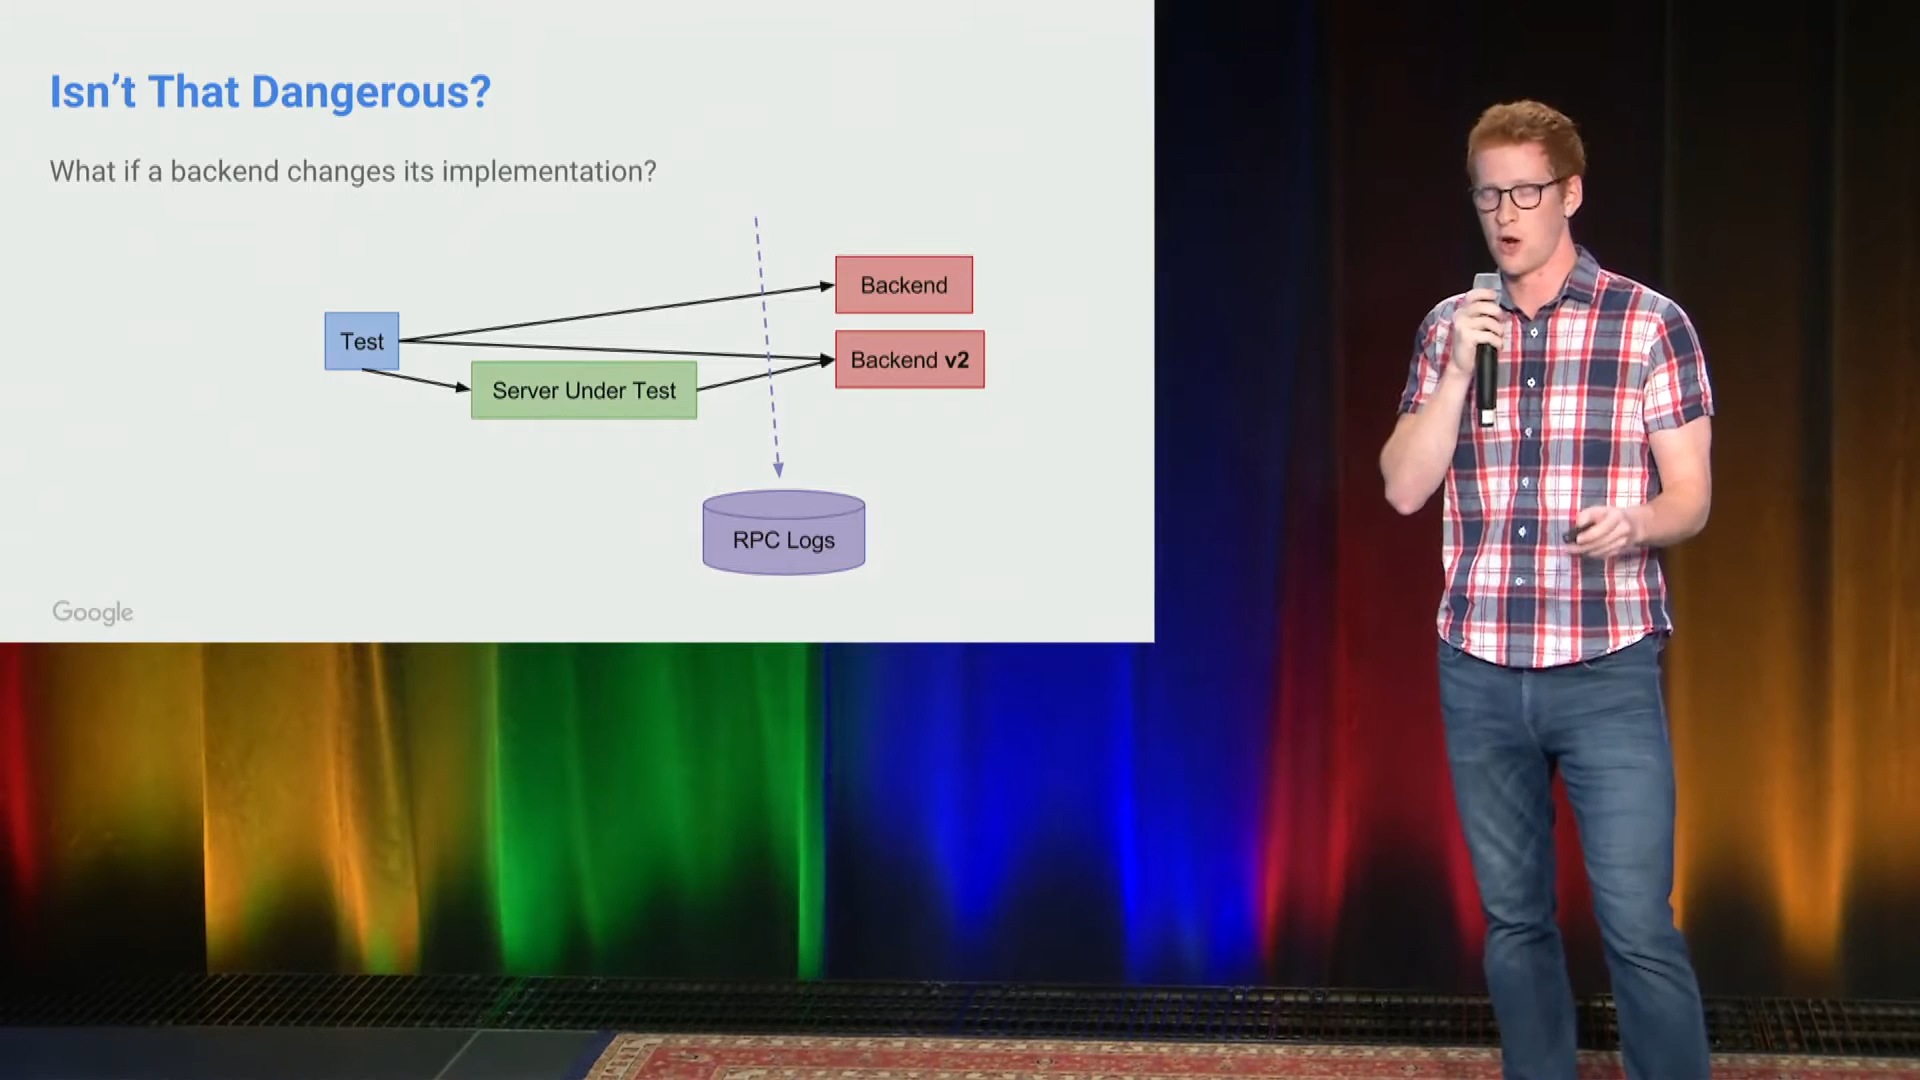 Isn’t That Dangerous?
What if a backend changes its implementation?
Backend
Test
Backend v2
Server Under Test
RPC Logs
Google